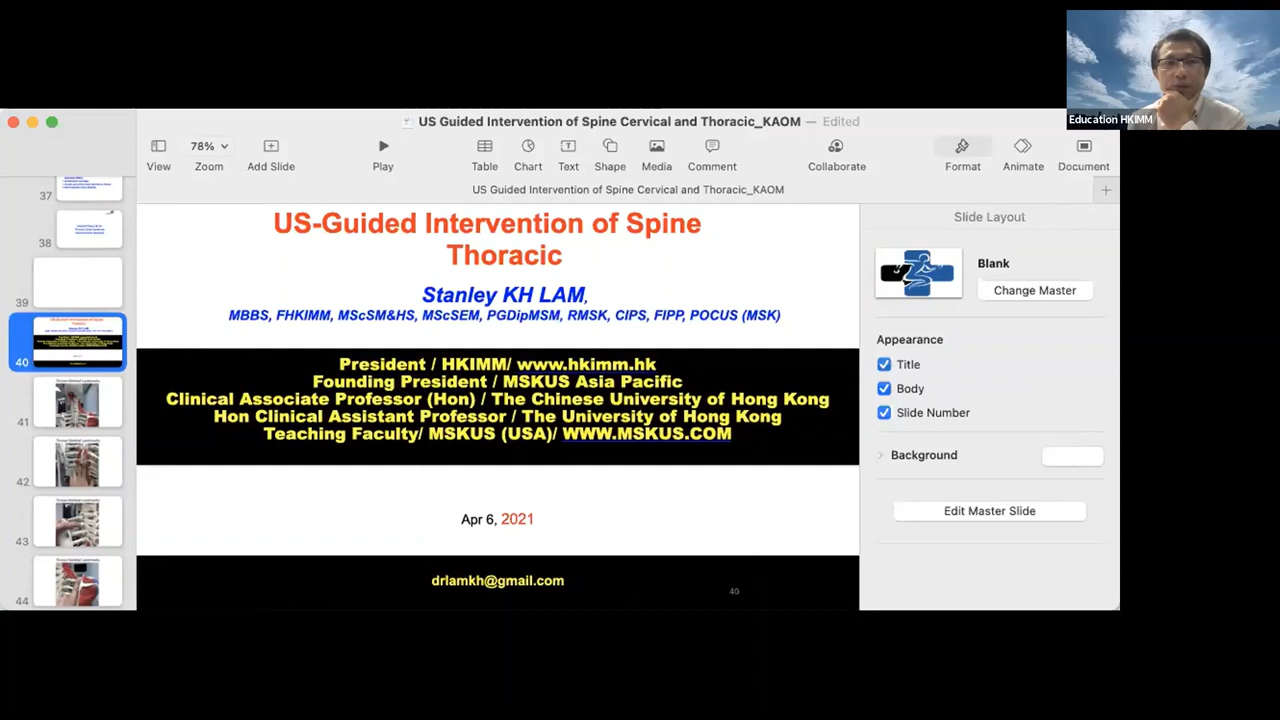 Education HKIMM
US Guided Intervention of Spine Cervical and Thoracic_KAOM — Edited
View
78%
Zoom
Add Slide
Play
Table
Chart
Text
Shape
Media
Comment
Collaborate
Format
Animate
Document
US Guided Intervention of Spine Cervical and Thoracic_KAOM
37
38
39
40
41
42
43
44
US-Guided Intervention of Spine
Thoracic
Stanley KH LAM,
MBBS, FHKIMM, MScSM&HS, MScSEM, PGDipMSM, RMSK, CIPS, FIPP, POCUS (MSK)
President / HKIMM/ www.hkimm.hk
Founding President / MSKUS Asia Pacific
Clinical Associate Professor (Hon) / The Chinese University of Hong Kong
Hon Clinical Assistant Professor / The University of Hong Kong
Teaching Faculty/ MSKUS (USA)/ WWW.MSKUS.COM
Apr 6, 2021
drlamkh@gmail.com
40
Slide Layout
Blank
Change Master
Appearance
Title
Body
Slide Number
Background
Edit Master Slide